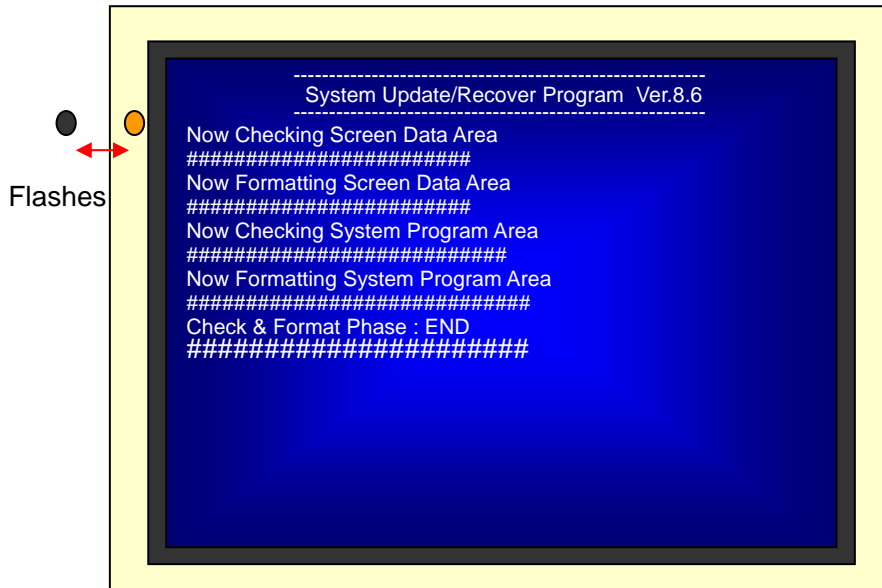 ----------------------------------------------------------
System Update/Recover Program Ver.8.6
----------------------------------------------------------
Now Checking Screen Data Area
########################
Now Formatting Screen Data Area
########################
Now Checking System Program Area
###########################
Now Formatting System Program Area
#############################
Check & Format Phase : END
######################
Flashes